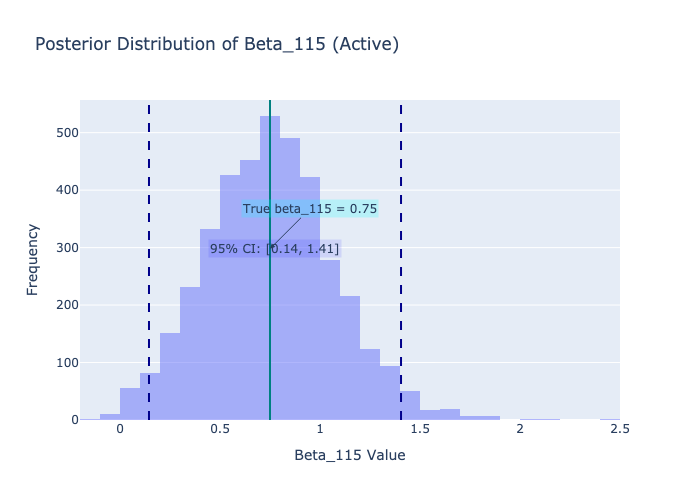 Posterior Distribution of Beta_115 (Active)
500
400
True beta_115 = 0.75
300
95% CI: [0.14, 1.41]
200
100
0
0 0.5 1 1.5 2 2.5
Frequency
Beta_115 Value